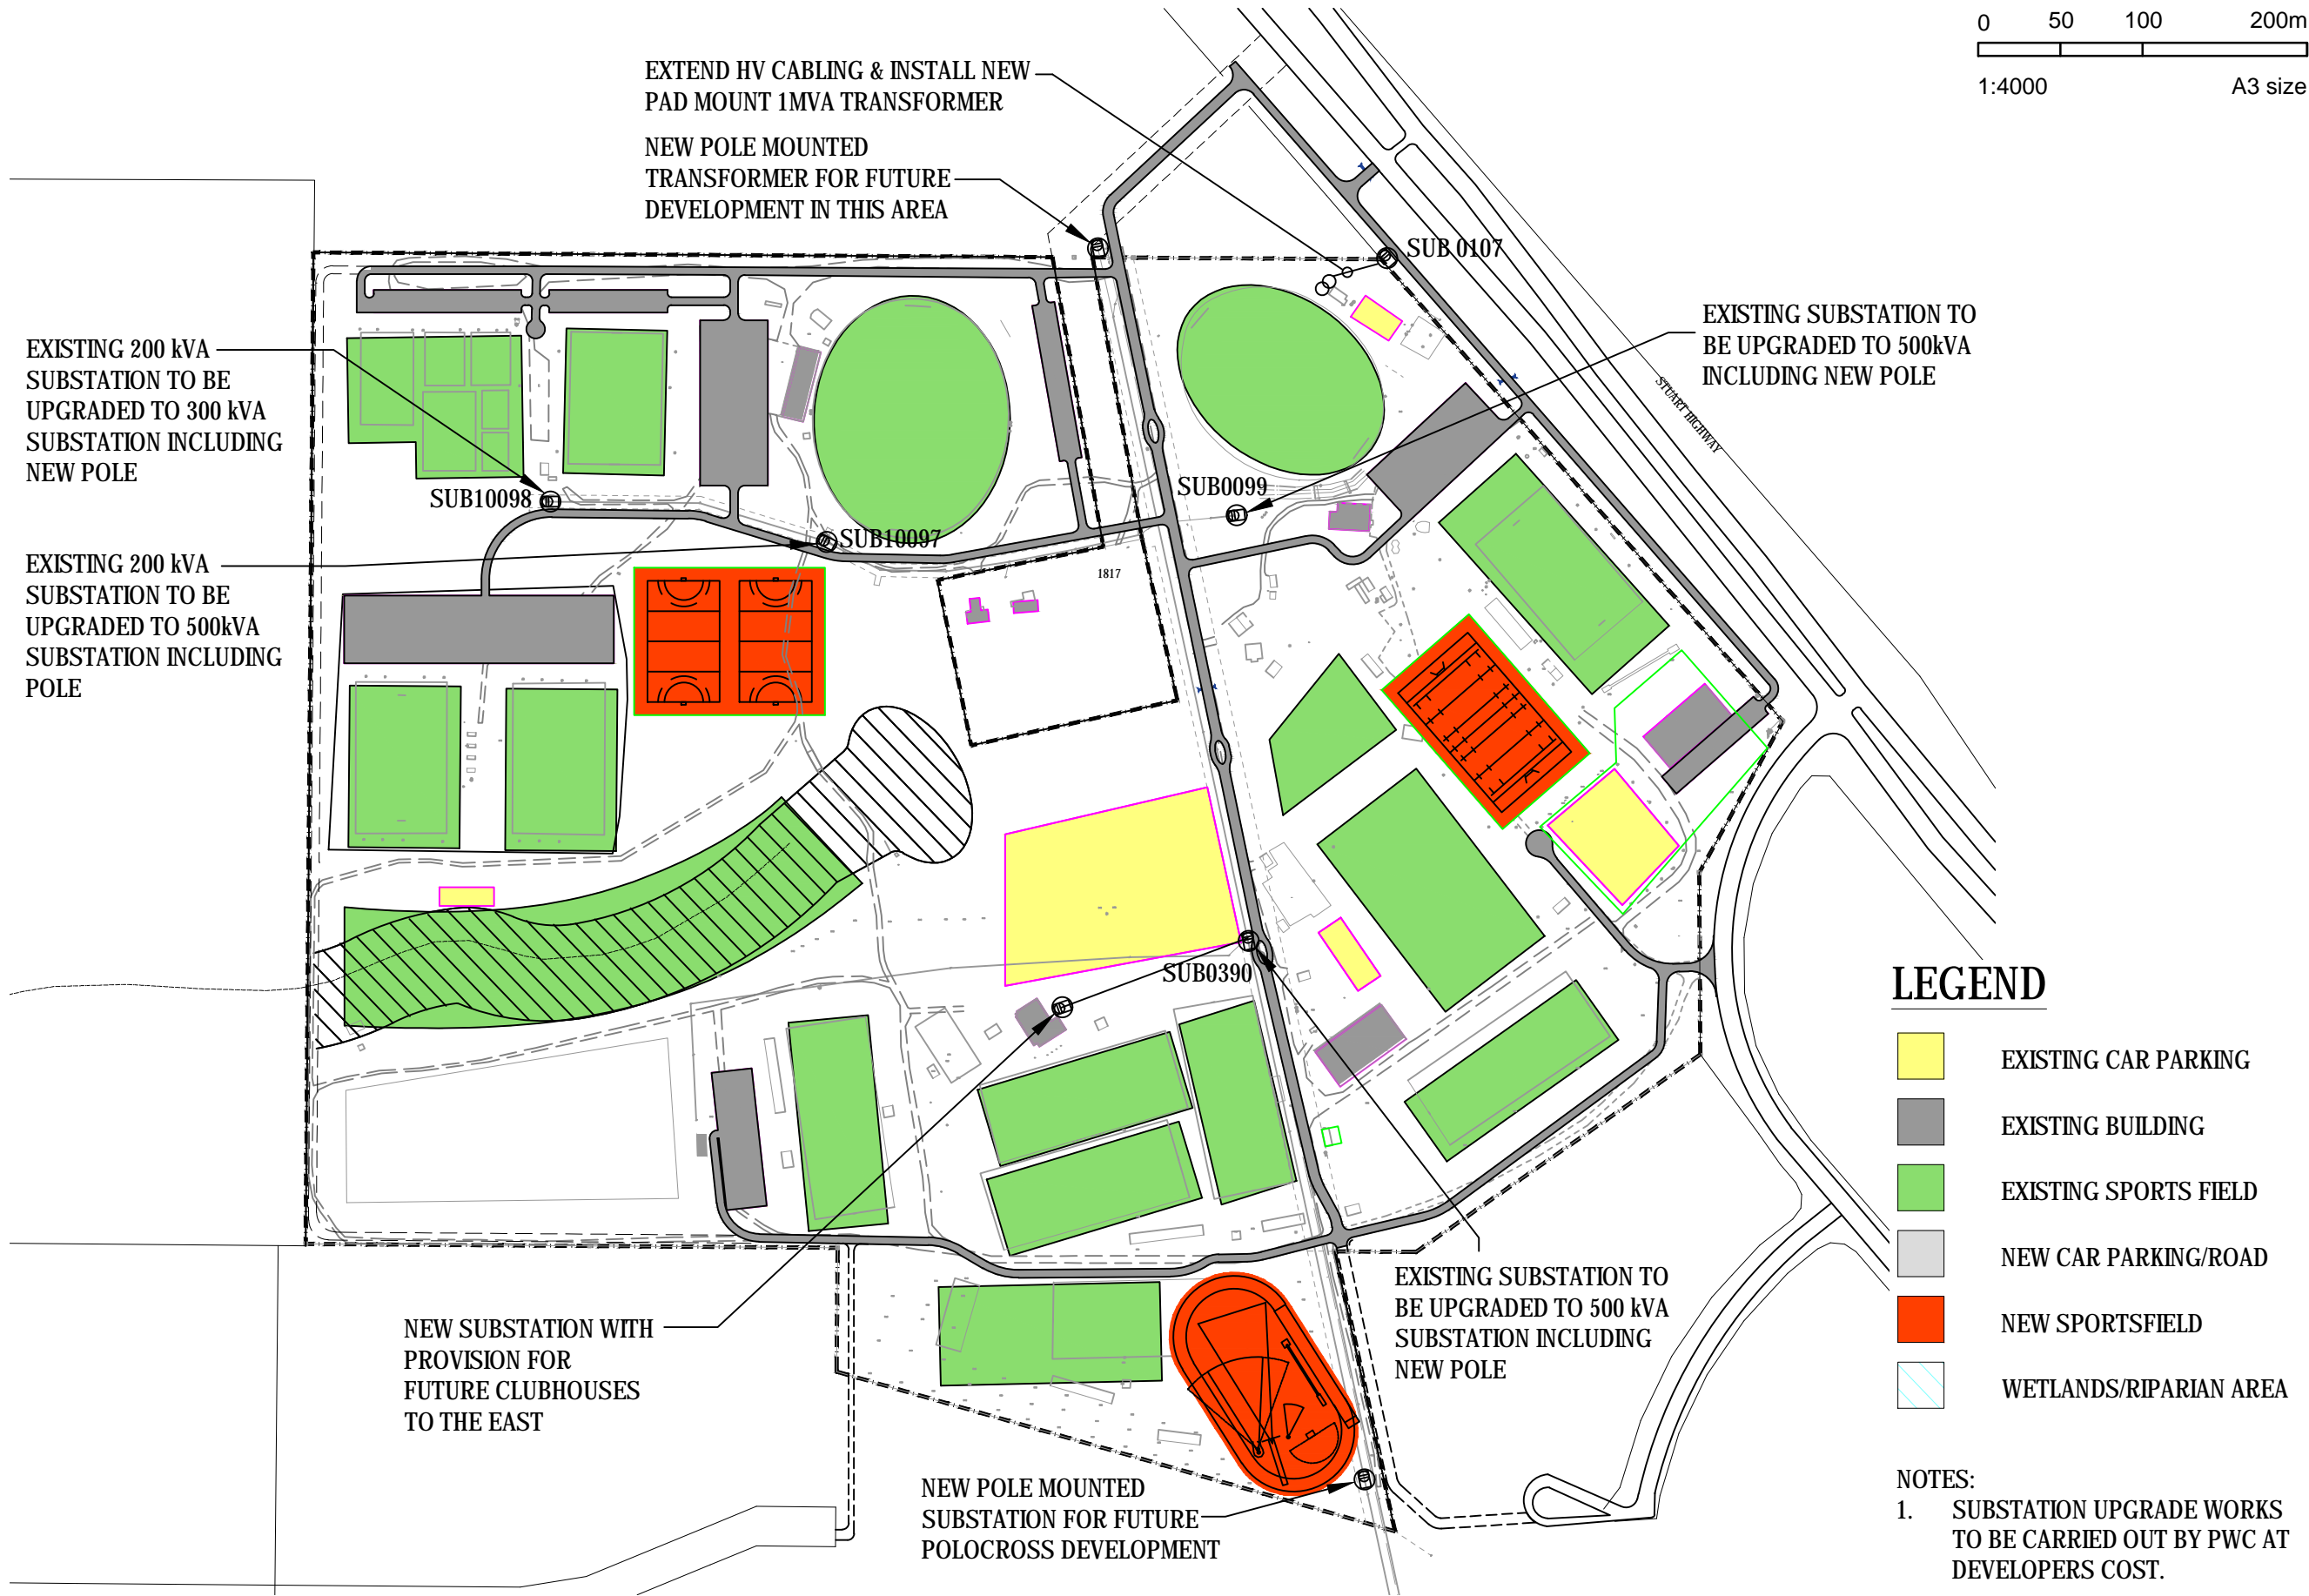 0 50 100 200m
1:4000 A3 size
EXTEND HV CABLING & INSTALL NEW
PAD MOUNT 1MVA TRANSFORMER
NEW POLE MOUNTED
TRANSFORMER FOR FUTURE
DEVELOPMENT IN THIS AREA
SUB 0107
EXISTING SUBSTATION TO
BE UPGRADED TO 500kVA
INCLUDING NEW POLE
STUART HIGHWAY
EXISTING 200 kVA
SUBSTATION TO BE
UPGRADED TO 300 kVA
SUBSTATION INCLUDING
NEW POLE
SUB10098
SUB0099
SUB10097
EXISTING 200 kVA
SUBSTATION TO BE
UPGRADED TO 500kVA
SUBSTATION INCLUDING
POLE
1817
SUB0390
LEGEND
EXISTING CAR PARKING
EXISTING BUILDING
EXISTING SPORTS FIELD
NEW CAR PARKING/ROAD
NEW SPORTSFIELD
WETLANDS/RIPARIAN AREA
EXISTING SUBSTATION TO
BE UPGRADED TO 500 kVA
SUBSTATION INCLUDING
NEW POLE
NEW SUBSTATION WITH
PROVISION FOR
FUTURE CLUBHOUSES
TO THE EAST
NEW POLE MOUNTED
SUBSTATION FOR FUTURE
POLOCROSS DEVELOPMENT
NOTES:
1. SUBSTATION UPGRADE WORKS
TO BE CARRIED OUT BY PWC AT
DEVELOPERS COST.